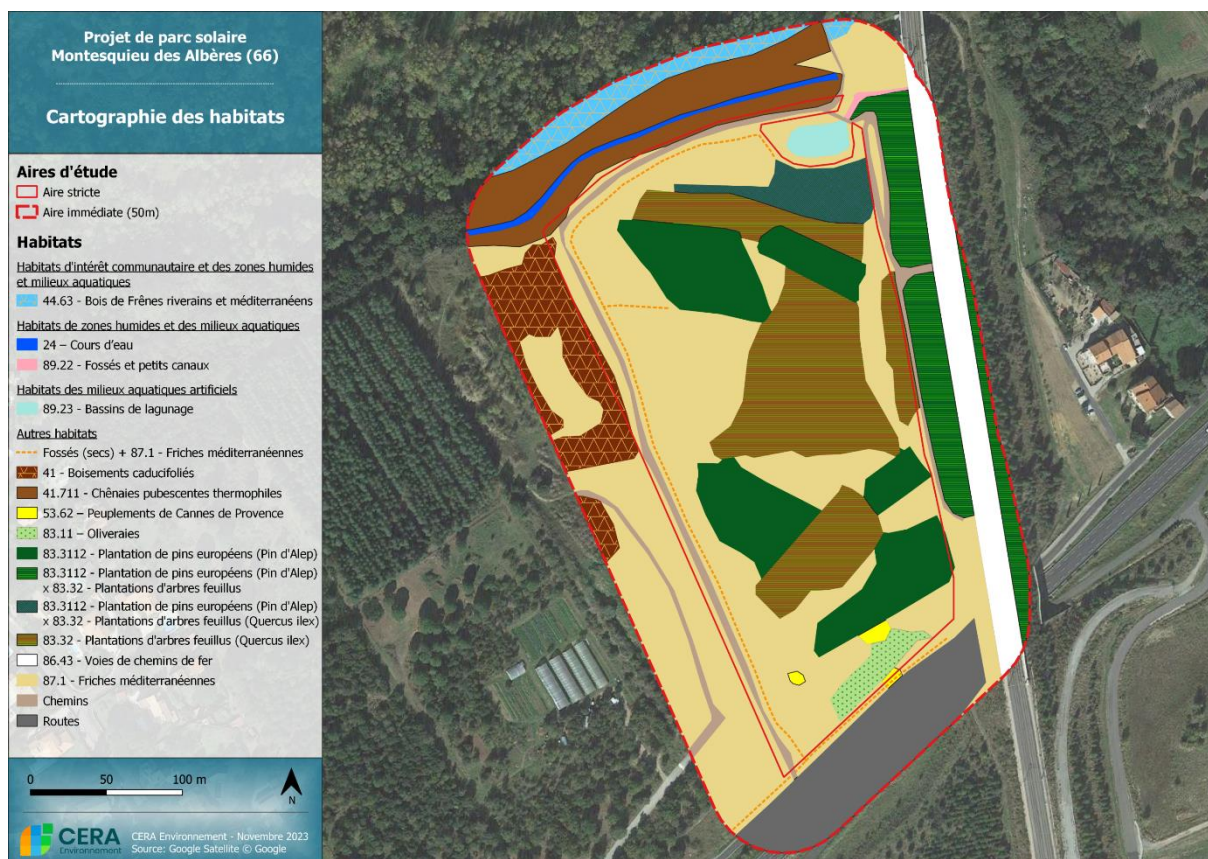 Projet de parc solaire
Montesquieu des Albères (66)
Cartographie des habitats
Aires d'étude
Aire stricte
Aire immédiate (50m)
Habitats
Habitats d'intérêt communautaire et des zones humides
et milieux aquatiques
44.63 - Bois de Frênes riverains et méditerranéens
Habitats de zones humides et des milieux aquatiques
24 – Cours d'eau
89.22 - Fossés et petits canaux
Habitats des milieux aquatiques artificiels
89.23 - Bassins de lagunage
Autres habitats
Fossés (secs) + 87.1 - Friches méditerranéennes
41 - Boisements caducifoliés
41.711 - Chênaies pubescentes thermophiles
53.62 – Peuplements de Cannes de Provence
83.11 – Oliveraies
83.3112 - Plantation de pins européens (Pin d'Alep)
83.3112 - Plantation de pins européens (Pin d'Alep)
x 83.32 - Plantations d'arbres feuillus
83.3112 - Plantation de pins européens (Pin d'Alep)
x 83.32 - Plantations d'arbres feuillus (Quercus ilex)
83.32 - Plantations d'arbres feuillus (Quercus ilex)
86.43 - Voies de chemins de fer
87.1 - Friches méditerranéennes
Chemins
Routes
0 50 100 m
N
CERA
Environnement
CERA Environnement - Novembre 2023
Source: Google Satellite © Google